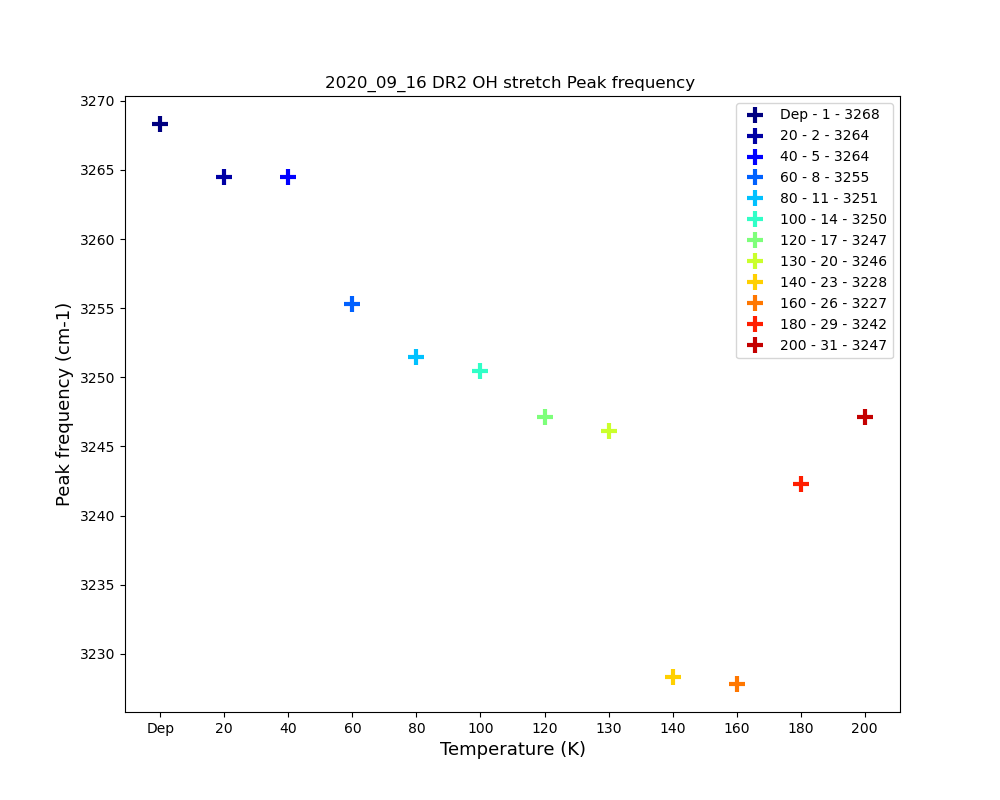 2020_09_16 DR2 OH stretch Peak frequency
3270
3265
3260
3255
3250
3245
3240
3235
3230
Peak frequency (cm-1)
Dep - 1 - 3268
20 - 2 - 3264
40 - 5 - 3264
60 - 8 - 3255
80 - 11 - 3251
100 - 14 - 3250
120 - 17 - 3247
130 - 20 - 3246
140 - 23 - 3228
160 - 26 - 3227
180 - 29 - 3242
200 - 31 - 3247
Dep 20 40 60 80 100 120 130 140 160 180 200
Temperature (K)